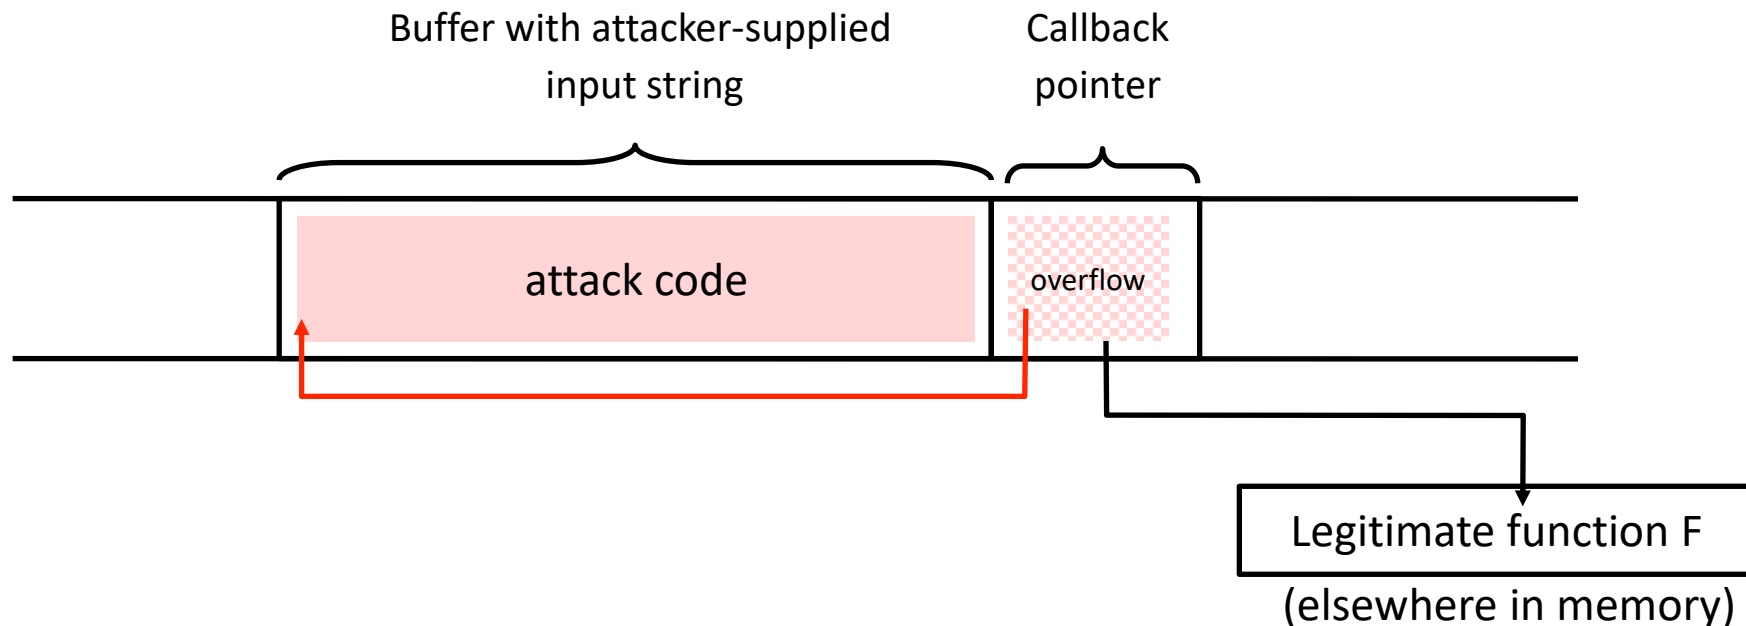 Buffer with attacker-supplied
input string
Callback
pointer
attack code
overflow
Legitimate function F
(elsewhere in memory)